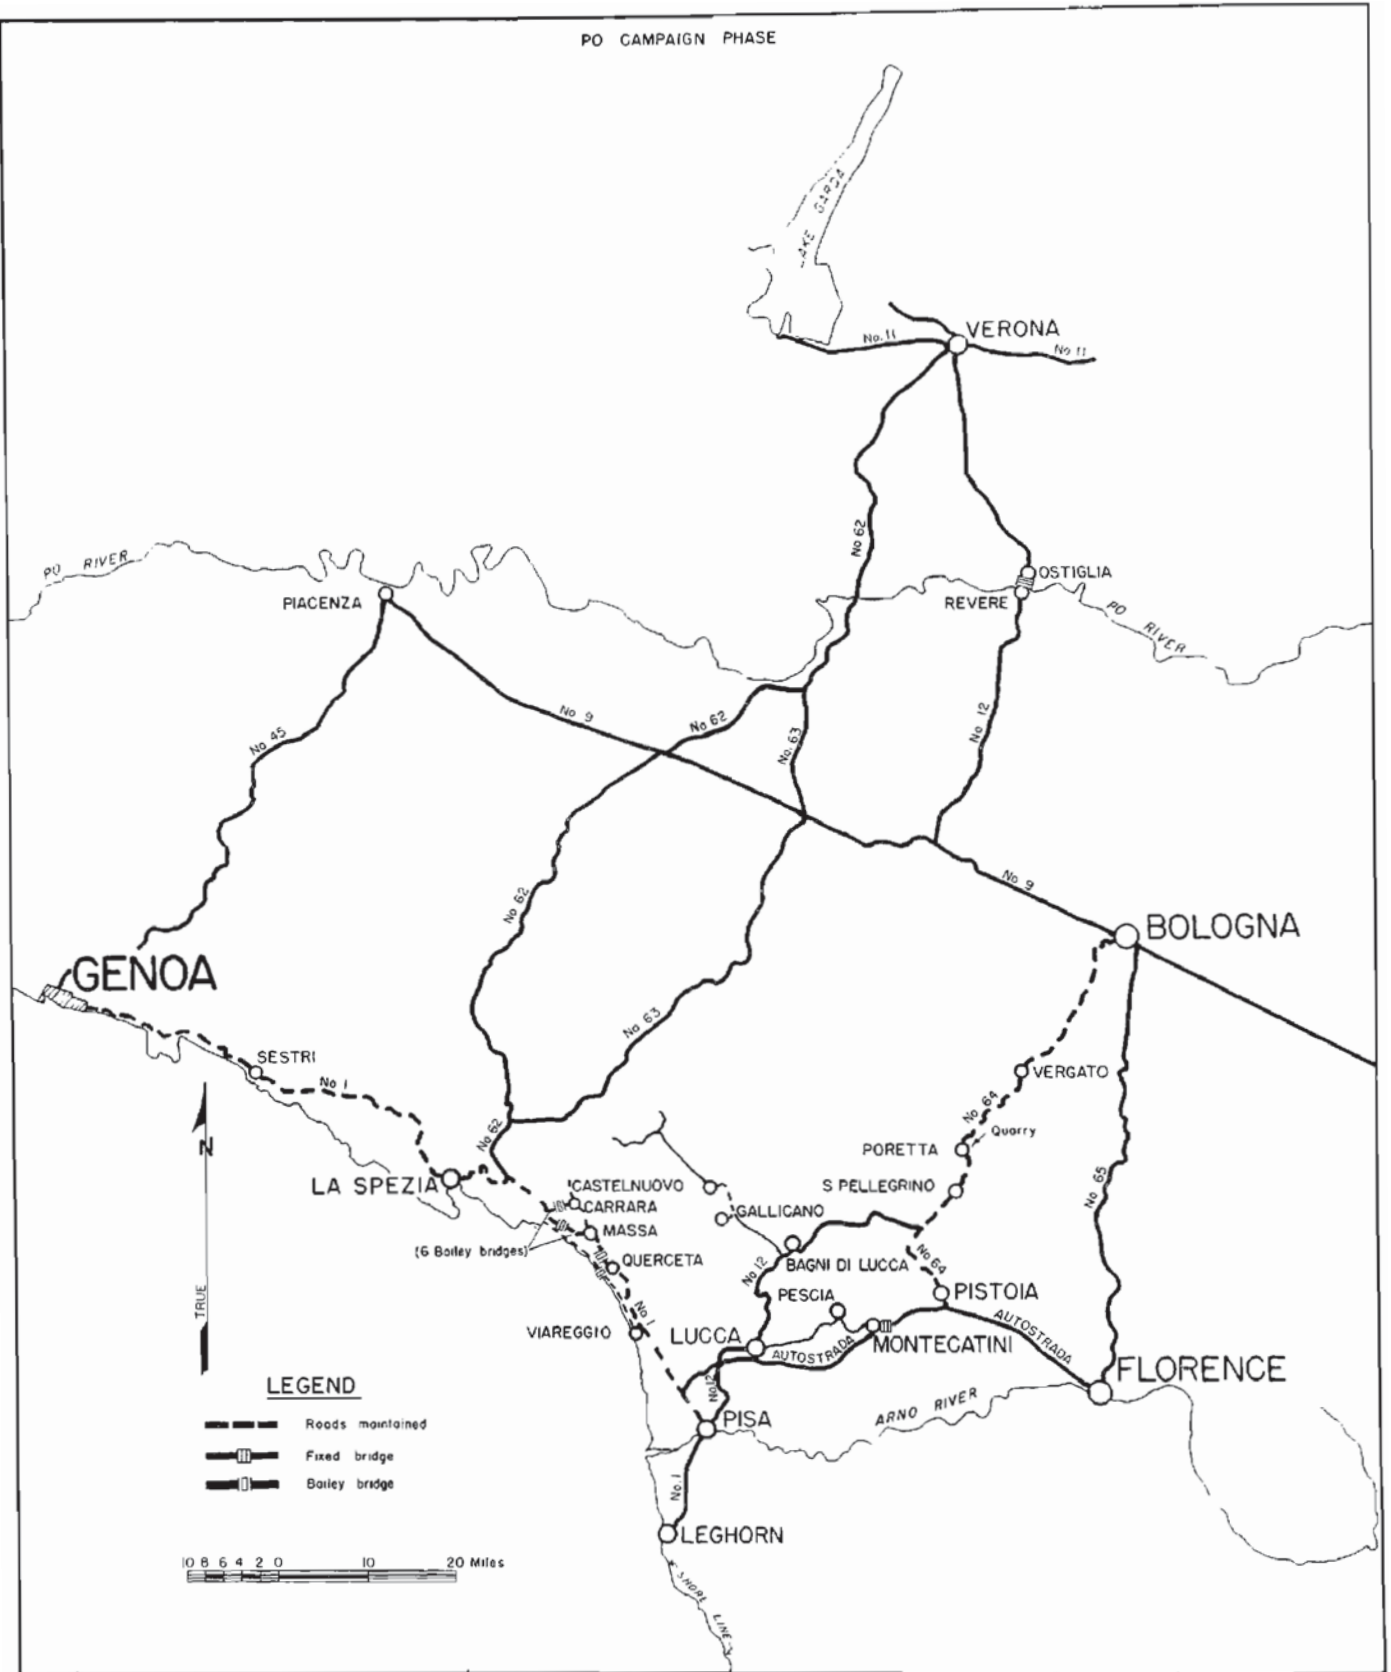 PO CAMPAIGN PHASE
AKE GARDA
VERONA
No. 11
No 11
No 62
OSTIGLIA
REVERE
PO RIVER
PO RIVER
PIACENZA
No 9
No 62
No. 63
No 12
No 45
No 62
No 9
BOLOGNA
GENOA
No 63
SESTRI
No 1
VERGATO
No 64
Quarry
No 62
PORETTA
N
LA SPEZIA
CASTELNUOVO
S PELLEGRINO
No 65
CARRARA
GALLICANO
MASSA
(6 Bailey bridges)
QUERCETA
No 12
BAGNI DI LUCCA
No 64
PESCIA
PISTOIA
TRUE
No 1
VIAREGGIO
LUCCA
AUTOSTRADA
MONTECATINI
AUTOSTRADA
FLORENCE
LEGEND
No 12
Roads maintained
PISA
ARNO RIVER
Fixed bridge
Bailey bridge
No. 1
LEGHORN
10 8 6 4 2 0 10 20 Miles
SHORE LINE